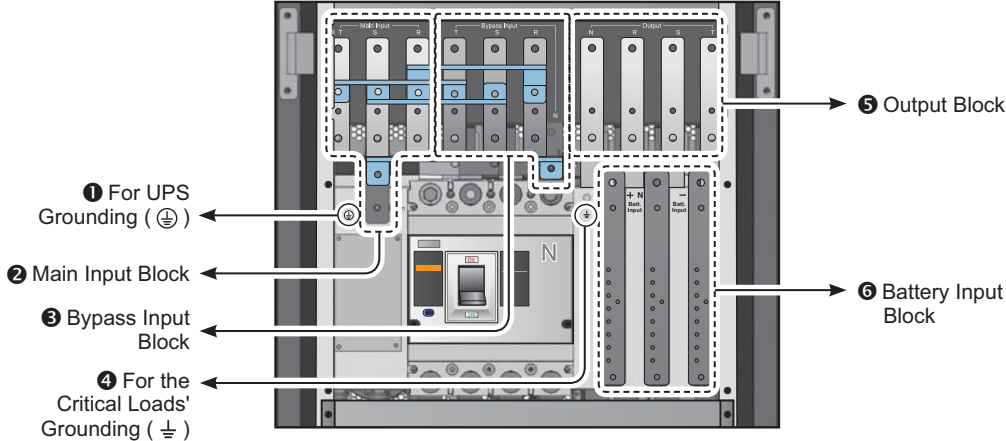 Main Input
T S R
Bypass Input
T S R
N
Output
N R S T
❶ For UPS
Grounding ( )
❷ Main Input Block
❸ Bypass Input
Block
❹ For the
Critical Loads'
Grounding ( )
❺ Output Block
❻ Battery Input
Block
+ N −
Batt.
Input
Batt.
Input
ON
N